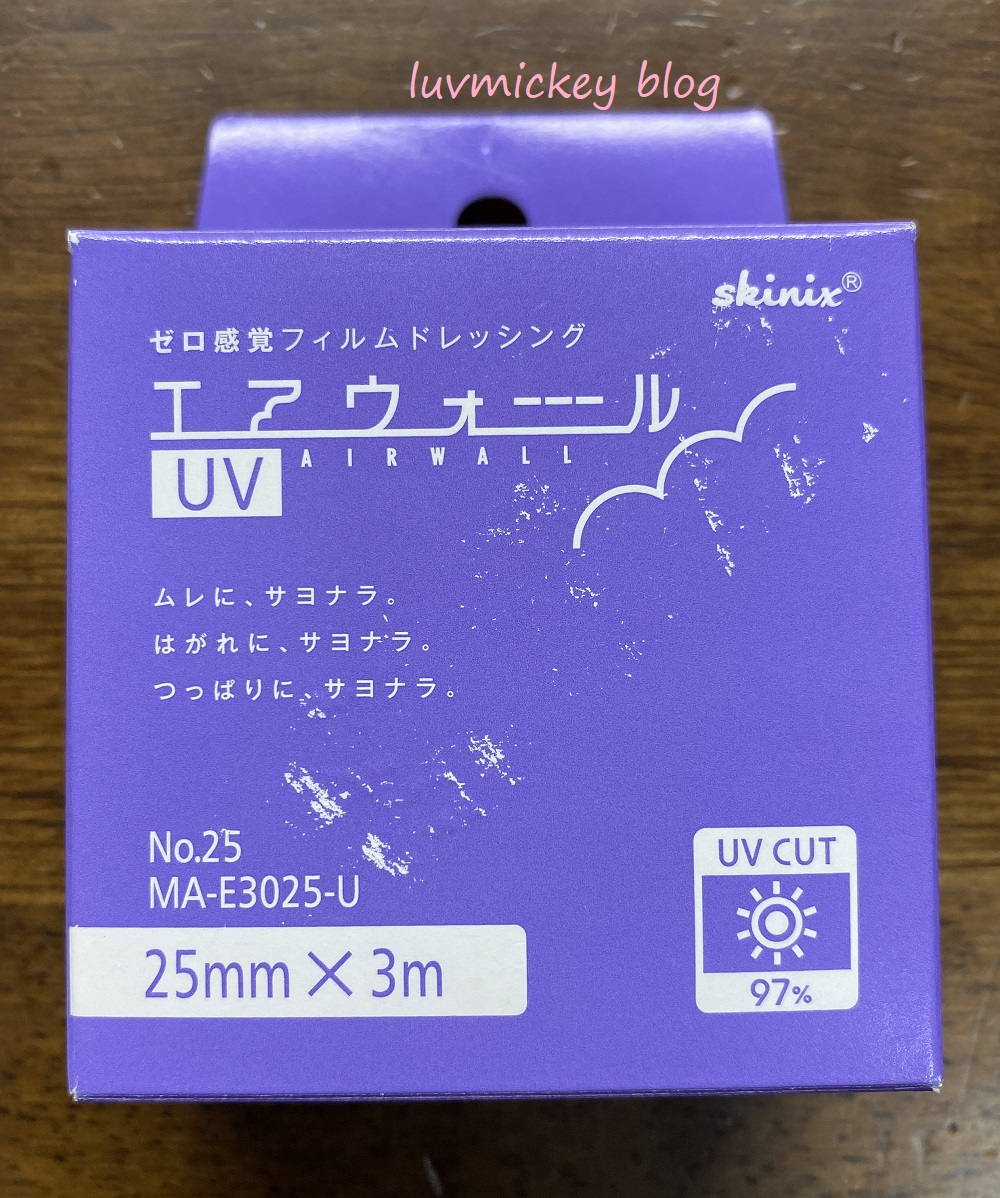 luvmickey blog
skinix®
ゼロ感覚フィルムドレッシング
エアウォール
UV AIRWALL
ムレに、サヨナラ。
はがれに、サヨナラ。
つっぱりに、サヨナラ。
No.25
MA-E3025-U
25mm×3m
UV CUT
97%